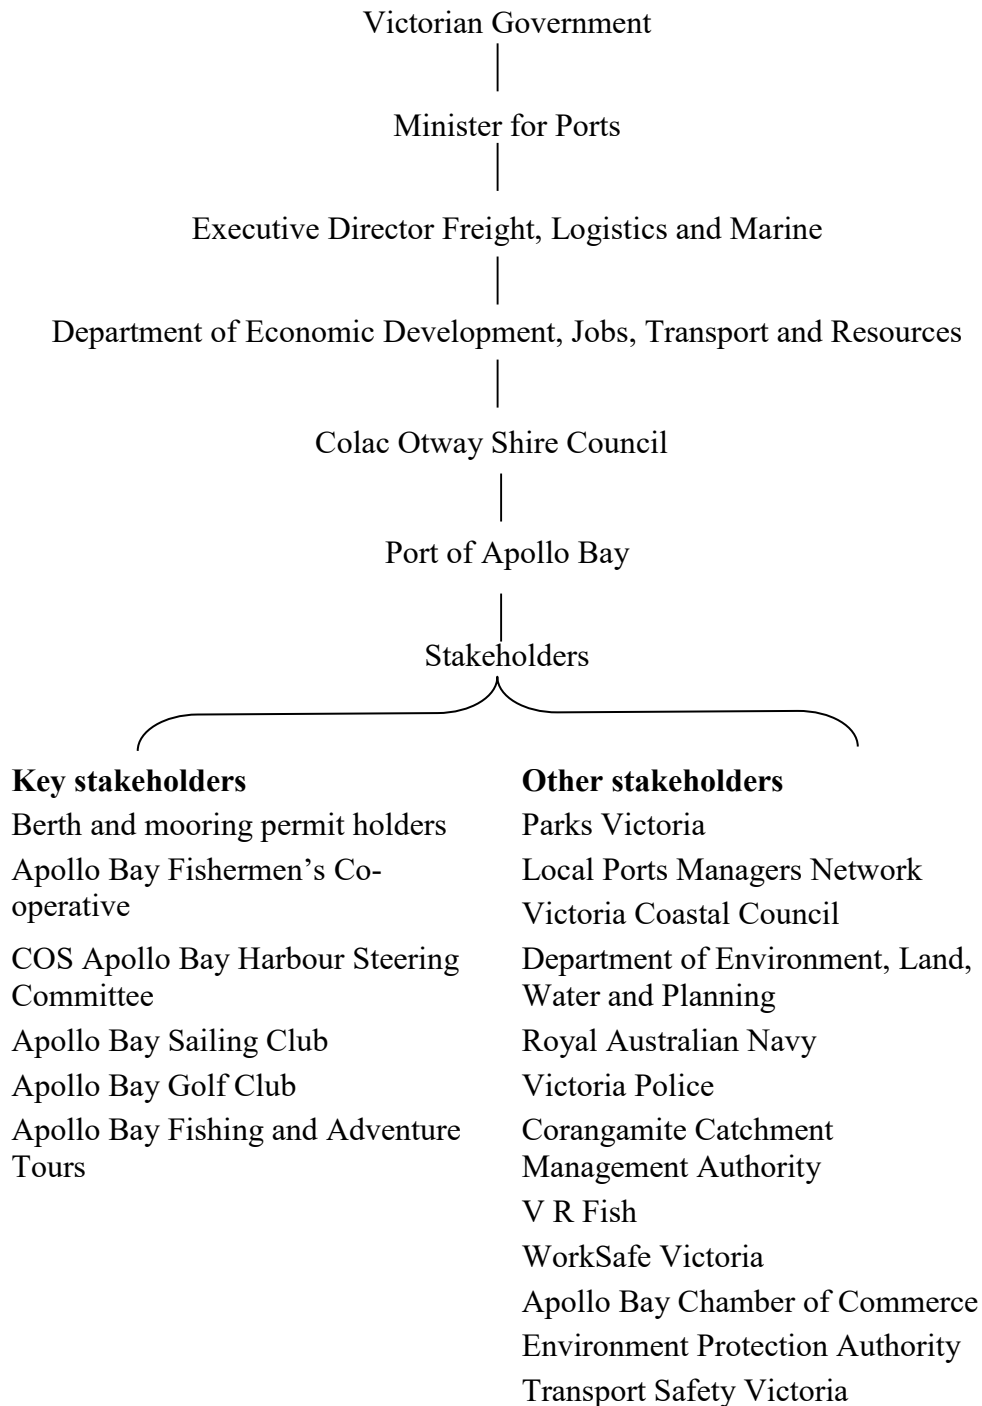 Victorian Government
Minister for Ports
Executive Director Freight, Logistics and Marine
Department of Economic Development, Jobs, Transport and Resources
Colac Otway Shire Council
Port of Apollo Bay
Stakeholders
Key stakeholders
Berth and mooring permit holders
Apollo Bay Fishermen’s Co-
operative
COS Apollo Bay Harbour Steering
Committee
Apollo Bay Sailing Club
Apollo Bay Golf Club
Apollo Bay Fishing and Adventure
Tours
Other stakeholders
Parks Victoria
Local Ports Managers Network
Victoria Coastal Council
Department of Environment, Land,
Water and Planning
Royal Australian Navy
Victoria Police
Corangamite Catchment
Management Authority
V R Fish
WorkSafe Victoria
Apollo Bay Chamber of Commerce
Environment Protection Authority
Transport Safety Victoria